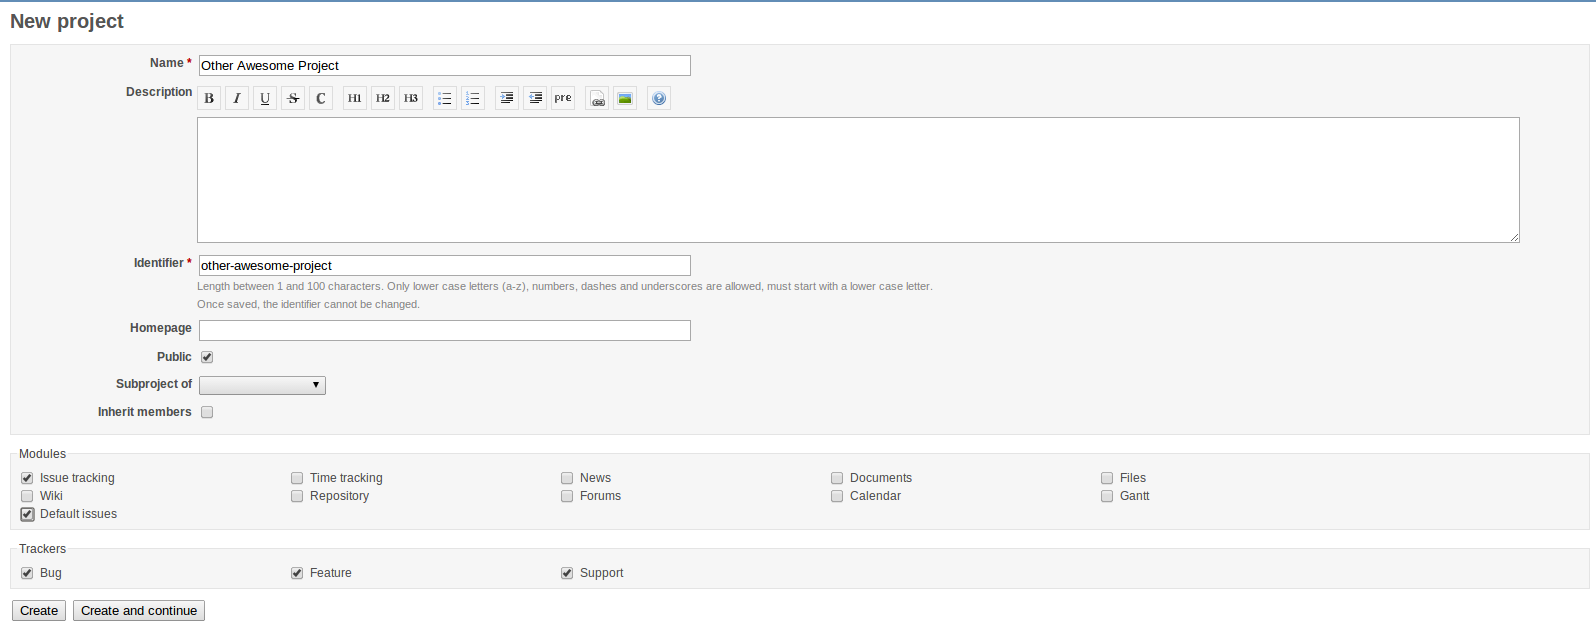 New project
Name *
Other Awesome Project
Description
B I U S C H1 H2 H3 pre
Identifier *
other-awesome-project
Length between 1 and 100 characters. Only lower case letters (a-z), numbers, dashes and underscores are allowed, must start with a lower case letter.
Once saved, the identifier cannot be changed.
Homepage
Public
Subproject of
Inherit members
Modules
Issue tracking Time tracking News Documents Files
Wiki Repository Forums Calendar Gantt
Default issues
Trackers
Bug Feature Support
Create Create and continue